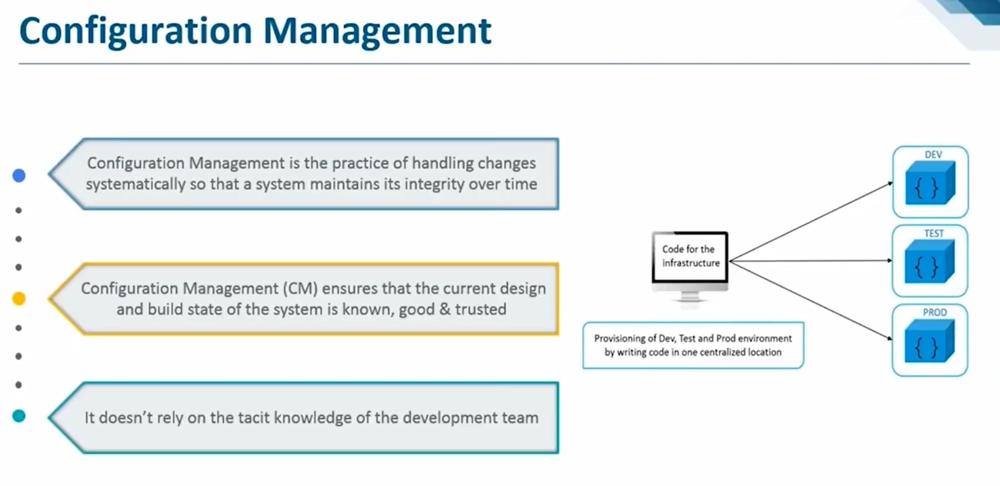 Configuration Management
Configuration Management is the practice of handling changes
systematically so that a system maintains its integrity over time
Configuration Management (CM) ensures that the current design
and build state of the system is known, good & trusted
It doesn't rely on the tacit knowledge of the development team
Code for the
infrastructure
Provisioning of Dev, Test and Prod environment
by writing code in one centralized location
DEV
{ }
TEST
{ }
PROD
{ }